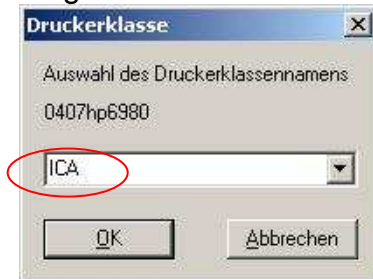 Druckerklasse
Auswahl des Druckerklassennamens
0407hp6980
ICA
OK
Abbrechen